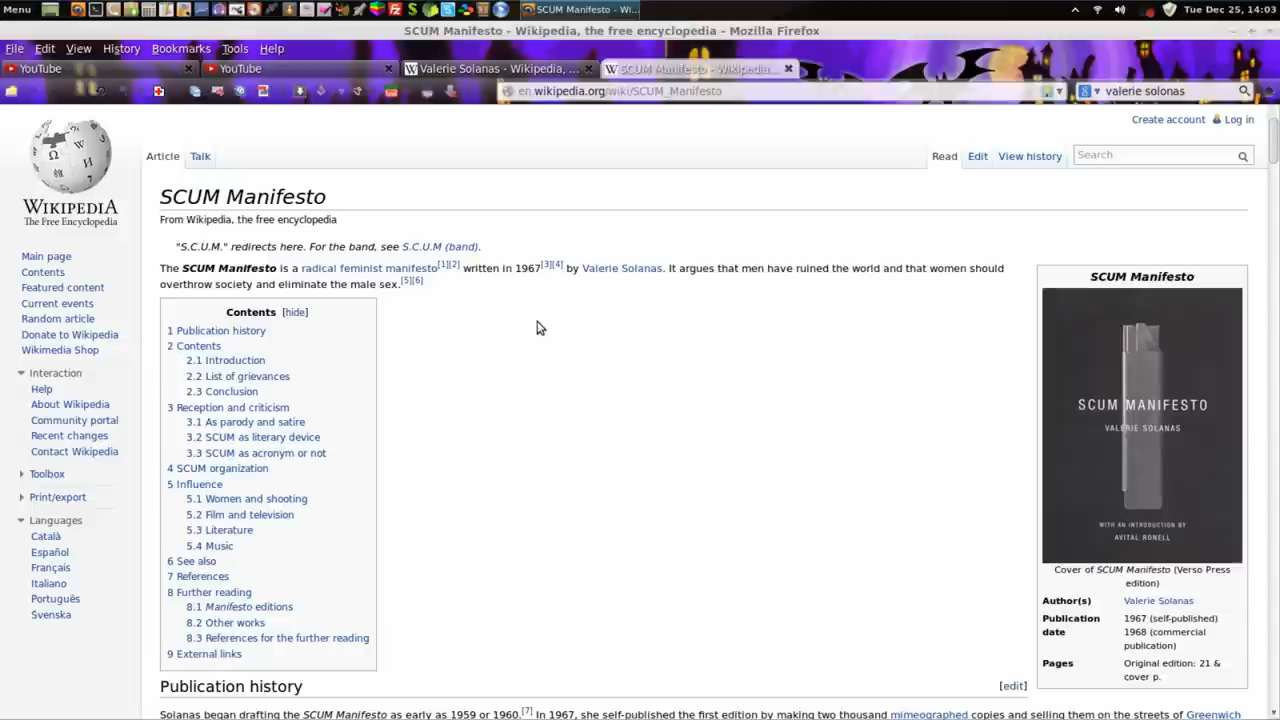 Menu
SCUM Manifesto - Wi...
Tue Dec 25, 14:03
SCUM Manifesto - Wikipedia, the free encyclopedia - Mozilla Firefox
File Edit View History Bookmarks Tools Help
YouTube
YouTube
Valerie Solanas - Wikipedia, ...
SCUM Manifesto - Wikipedia...
en.wikipedia.org/wiki/SCUM_Manifesto
valerie solanas
Create account Log in
Article Talk
Read Edit View history
Search
WIKIPEDIA
The Free Encyclopedia
Main page
Contents
Featured content
Current events
Random article
Donate to Wikipedia
Wikimedia Shop
Interaction
Help
About Wikipedia
Community portal
Recent changes
Contact Wikipedia
Toolbox
Print/export
Languages
Català
Español
Français
Italiano
Português
Svenska
SCUM Manifesto
From Wikipedia, the free encyclopedia
"S.C.U.M." redirects here. For the band, see S.C.U.M (band).
The SCUM Manifesto is a radical feminist manifesto[1][2] written in 1967[3][4] by Valerie Solanas. It argues that men have ruined the world and that women should
overthrow society and eliminate the male sex.[5][6]
Contents [hide]
1 Publication history
2 Contents
2.1 Introduction
2.2 List of grievances
2.3 Conclusion
3 Reception and criticism
3.1 As parody and satire
3.2 SCUM as literary device
3.3 SCUM as acronym or not
4 SCUM organization
5 Influence
5.1 Women and shooting
5.2 Film and television
5.3 Literature
5.4 Music
6 See also
7 References
8 Further reading
8.1 Manifesto editions
8.2 Other works
8.3 References for the further reading
9 External links
SCUM Manifesto
SCUM MANIFESTO
VALERIE SOLANAS
WITH AN INTRODUCTION BY
AVITAL RONELL
Cover of SCUM Manifesto (Verso Press
edition)
Author(s) Valerie Solanas
Publication date 1967 (self-published)
1968 (commercial
publication)
Pages Original edition: 21 &
cover p.
Publication history [edit]
Solanas began drafting the SCUM Manifesto as early as 1959 or 1960.[7] In 1967, she self-published the first edition by making two thousand mimeographed copies and selling them on the streets of Greenwich